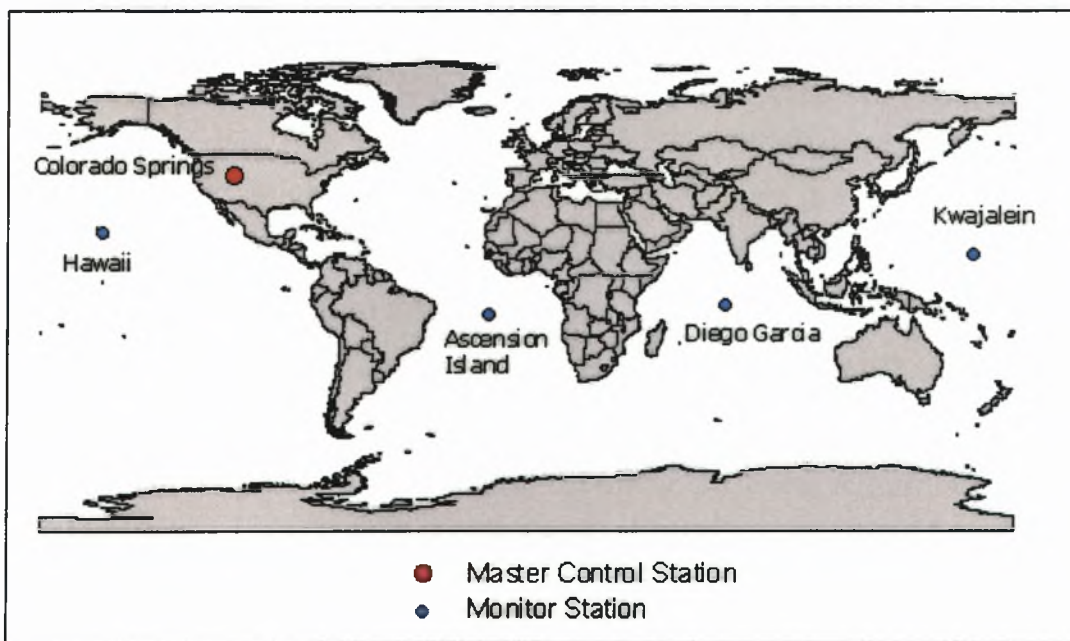 Colorado Springs
Hawaii
Kwajalein
Ascension
Island
Diego Garcia
Master Control Station
Monitor Station